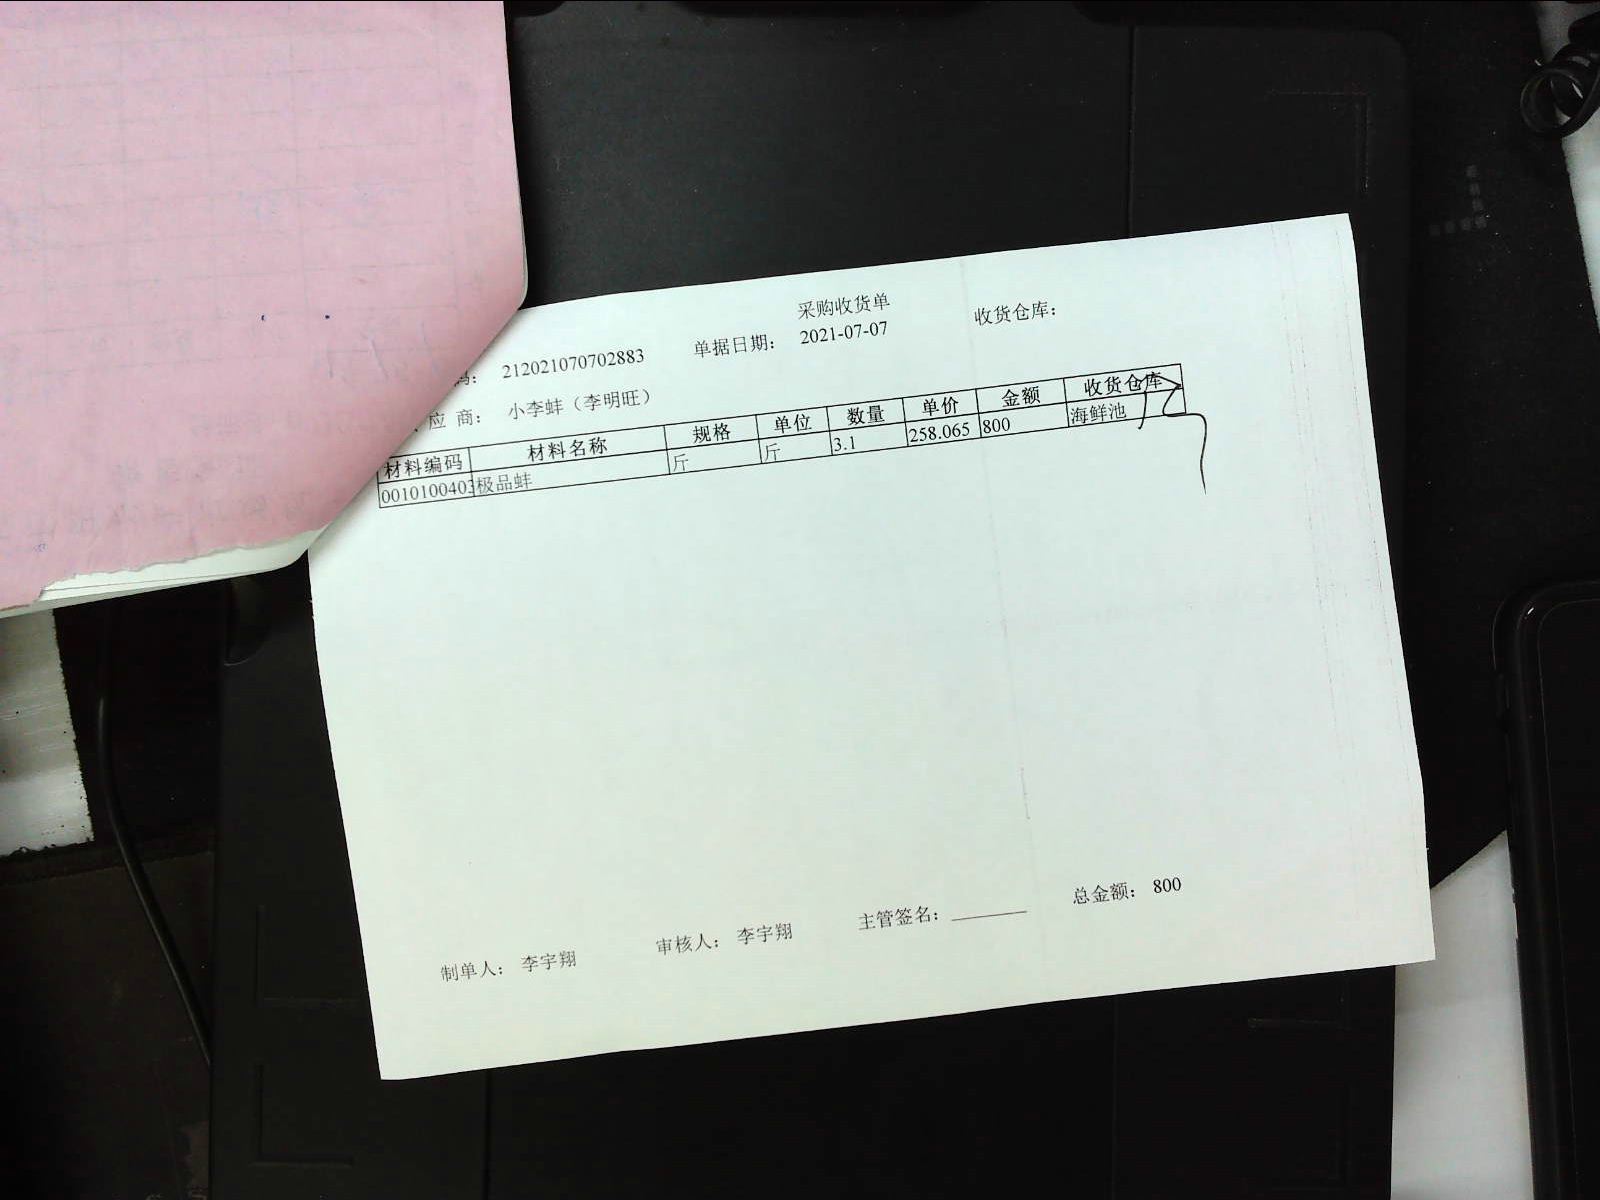 采购收货单
码： 212021070702883 单据日期： 2021-07-07 收货仓库：
应 商： 小李蚌（李明旺）
材料编码 材料名称 规格 单位 数量 单价 金额 收货仓库
0010100403 极品蚌 斤 斤 3.1 258.065 800 海鲜池
总金额： 800
制单人： 李宇翔 审核人： 李宇翔 主管签名：